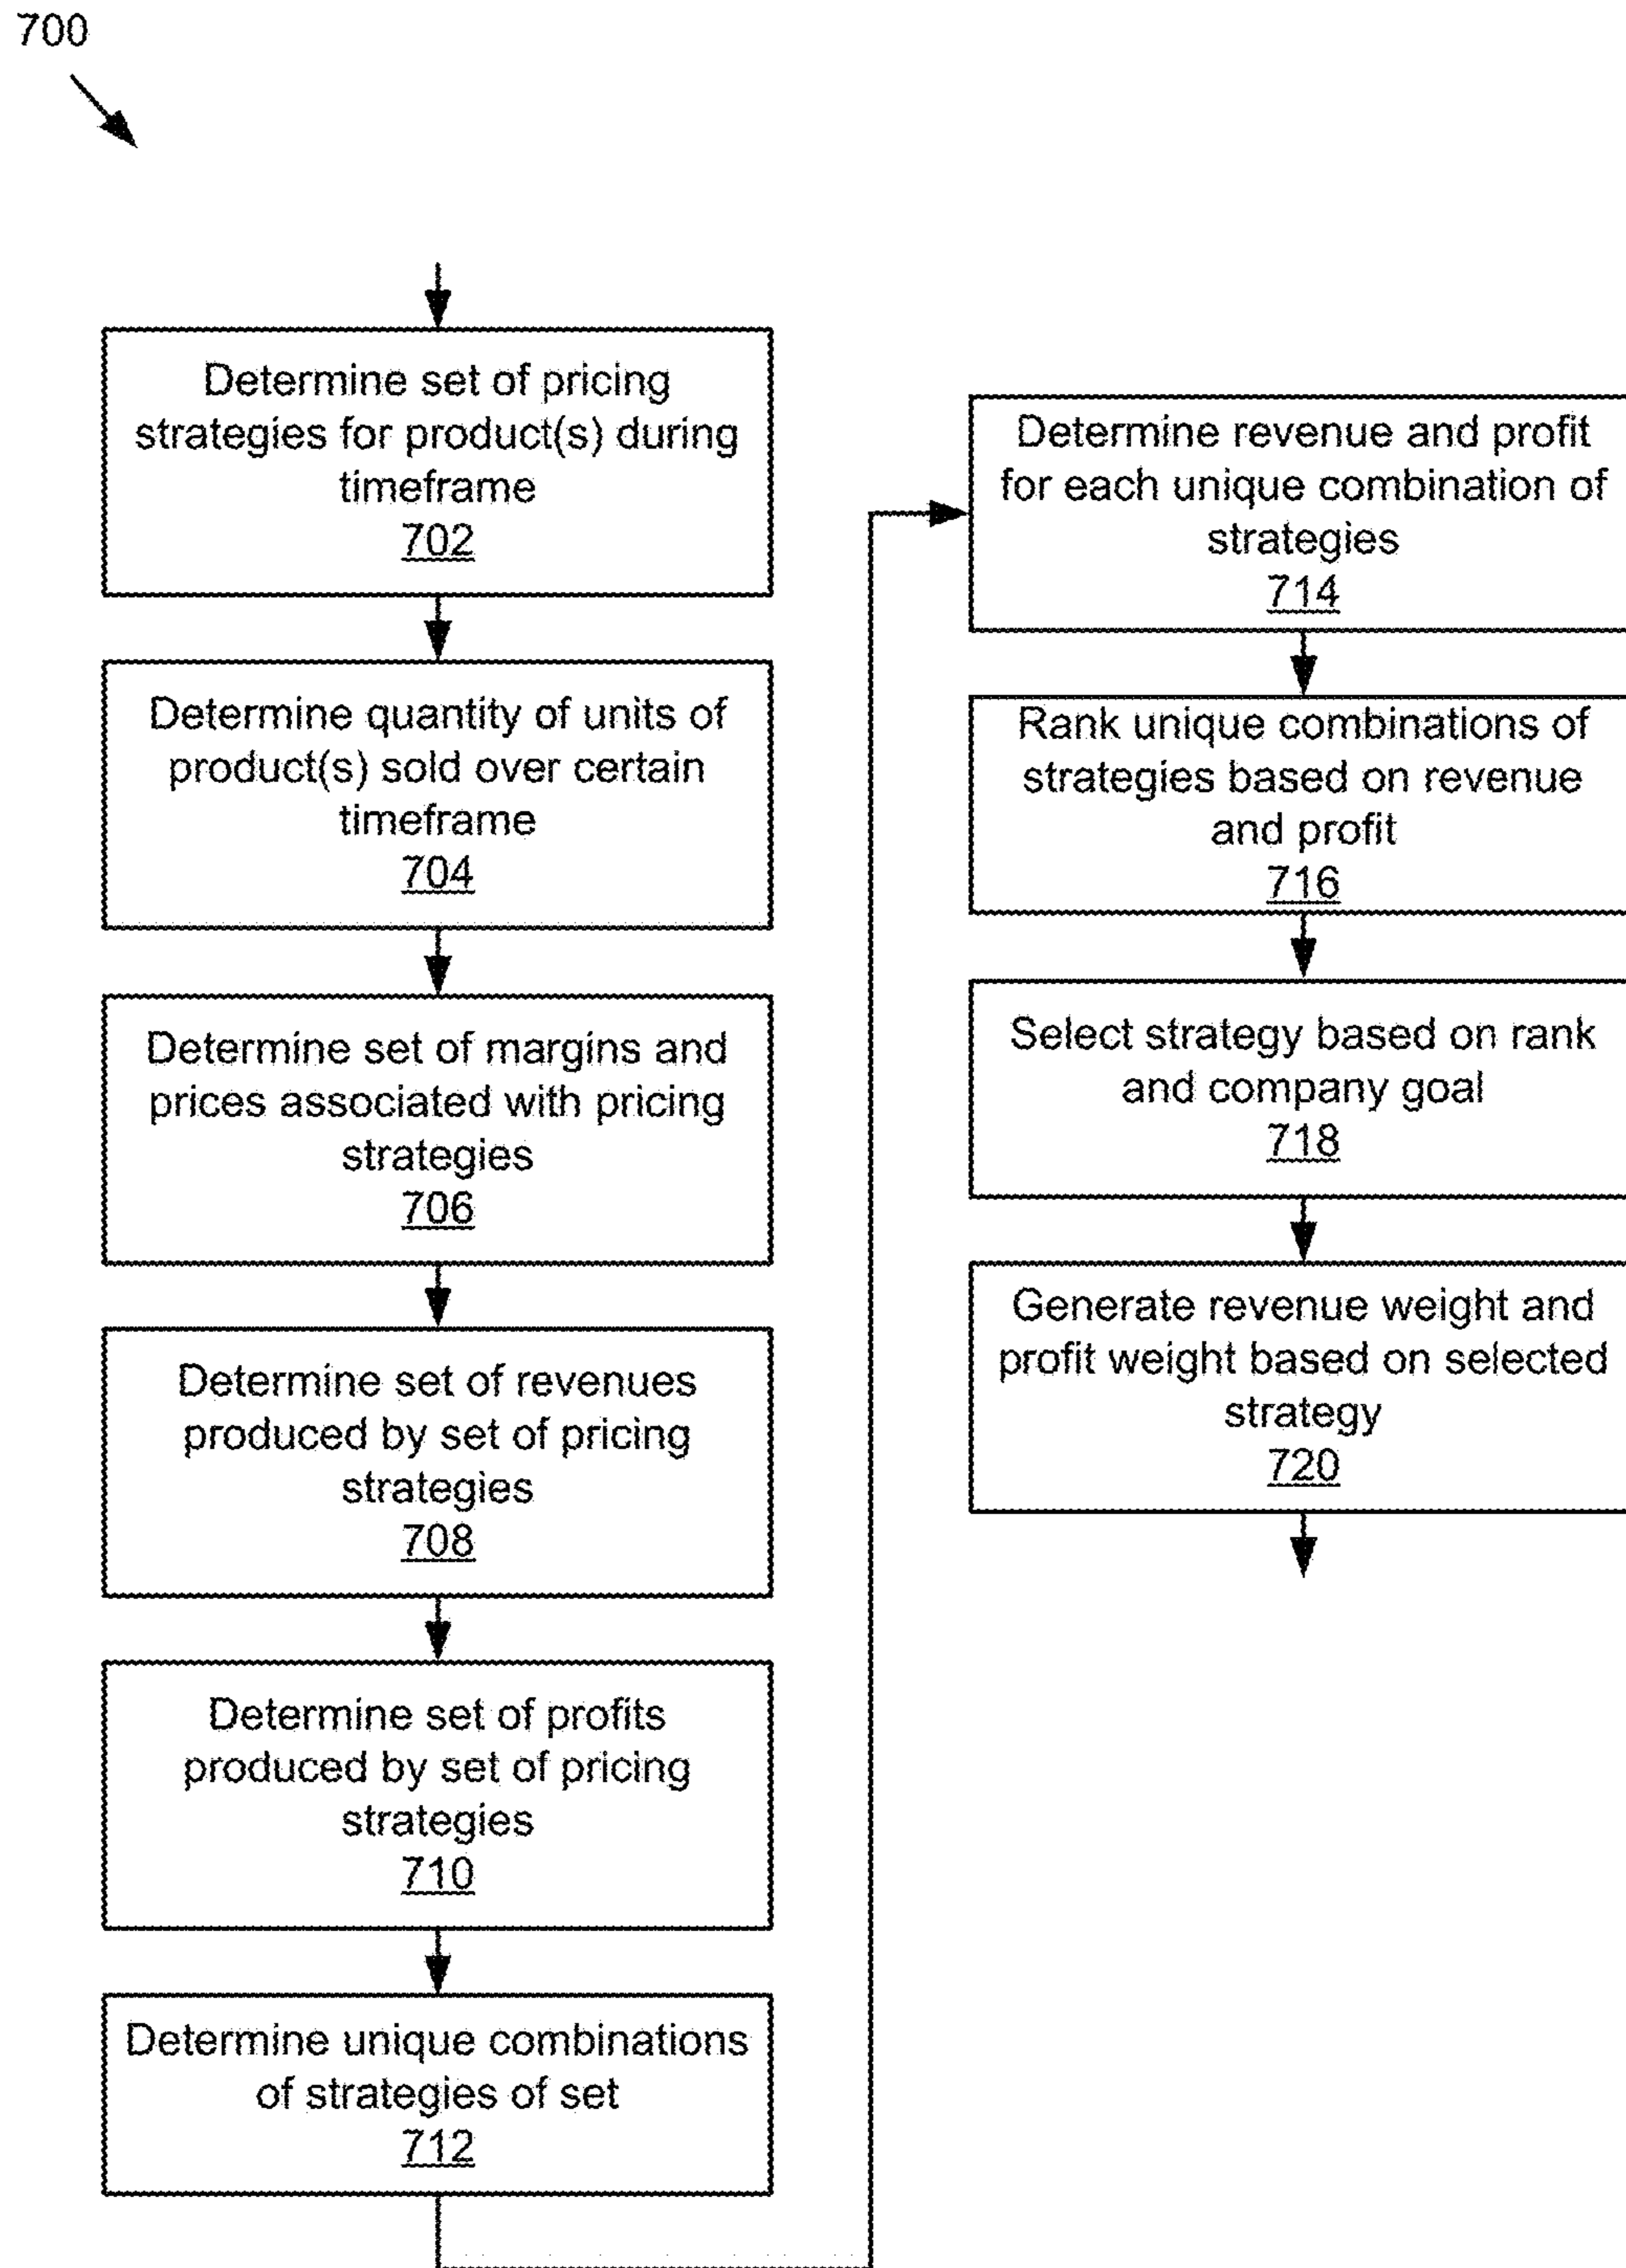 700
Determine set of pricing
strategies for product(s) during
timeframe
702
Determine quantity of units of
product(s) sold over certain
timeframe
704
Determine set of margins and
prices associated with pricing
strategies
706
Determine set of revenues
produced by set of pricing
strategies
708
Determine set of profits
produced by set of pricing
strategies
710
Determine unique combinations
of strategies of set
712
Determine revenue and profit
for each unique combination of
strategies
714
Rank unique combinations of
strategies based on revenue
and profit
716
Select strategy based on rank
and company goal
718
Generate revenue weight and
profit weight based on selected
strategy
720